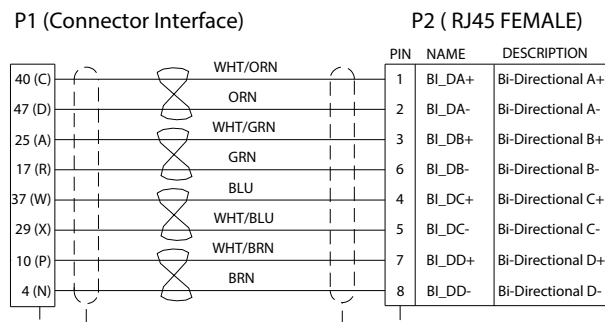 P1 (Connector Interface) P2 ( RJ45 FEMALE)
PIN NAME DESCRIPTION
40 (C) WHT/ORN 1 BI_DA+ Bi-Directional A+
47 (D) ORN 2 BI_DA- Bi-Directional A-
25 (A) WHT/GRN 3 BI_DB+ Bi-Directional B+
17 (R) GRN 6 BI_DB- Bi-Directional B-
37 (W) BLU 4 BI_DC+ Bi-Directional C+
29 (X) WHT/BLU 5 BI_DC- Bi-Directional C-
10 (P) WHT/BRN 7 BI_DD+ Bi-Directional D+
4 (N) BRN 8 BI_DD- Bi-Directional D-